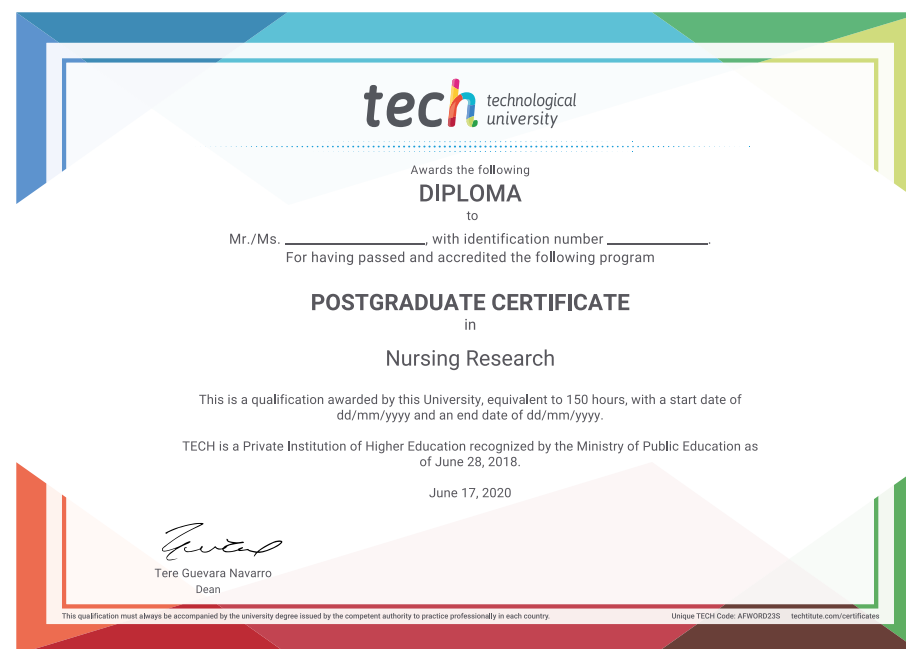 tech technological
university
Awards the following
DIPLOMA
to
Mr./Ms. ____________________, with identification number ______________.
For having passed and accredited the following program
POSTGRADUATE CERTIFICATE
in
Nursing Research
This is a qualification awarded by this University, equivalent to 150 hours, with a start date of
dd/mm/yyyy and an end date of dd/mm/yyyy.
TECH is a Private Institution of Higher Education recognized by the Ministry of Public Education as
of June 28, 2018.
June 17, 2020
Tere Guevara Navarro
Dean
This qualification must always be accompanied by the university degree issued by the competent authority to practice professionally in each country.
Unique TECH Code: AFWORD23S techtitute.com/certificates